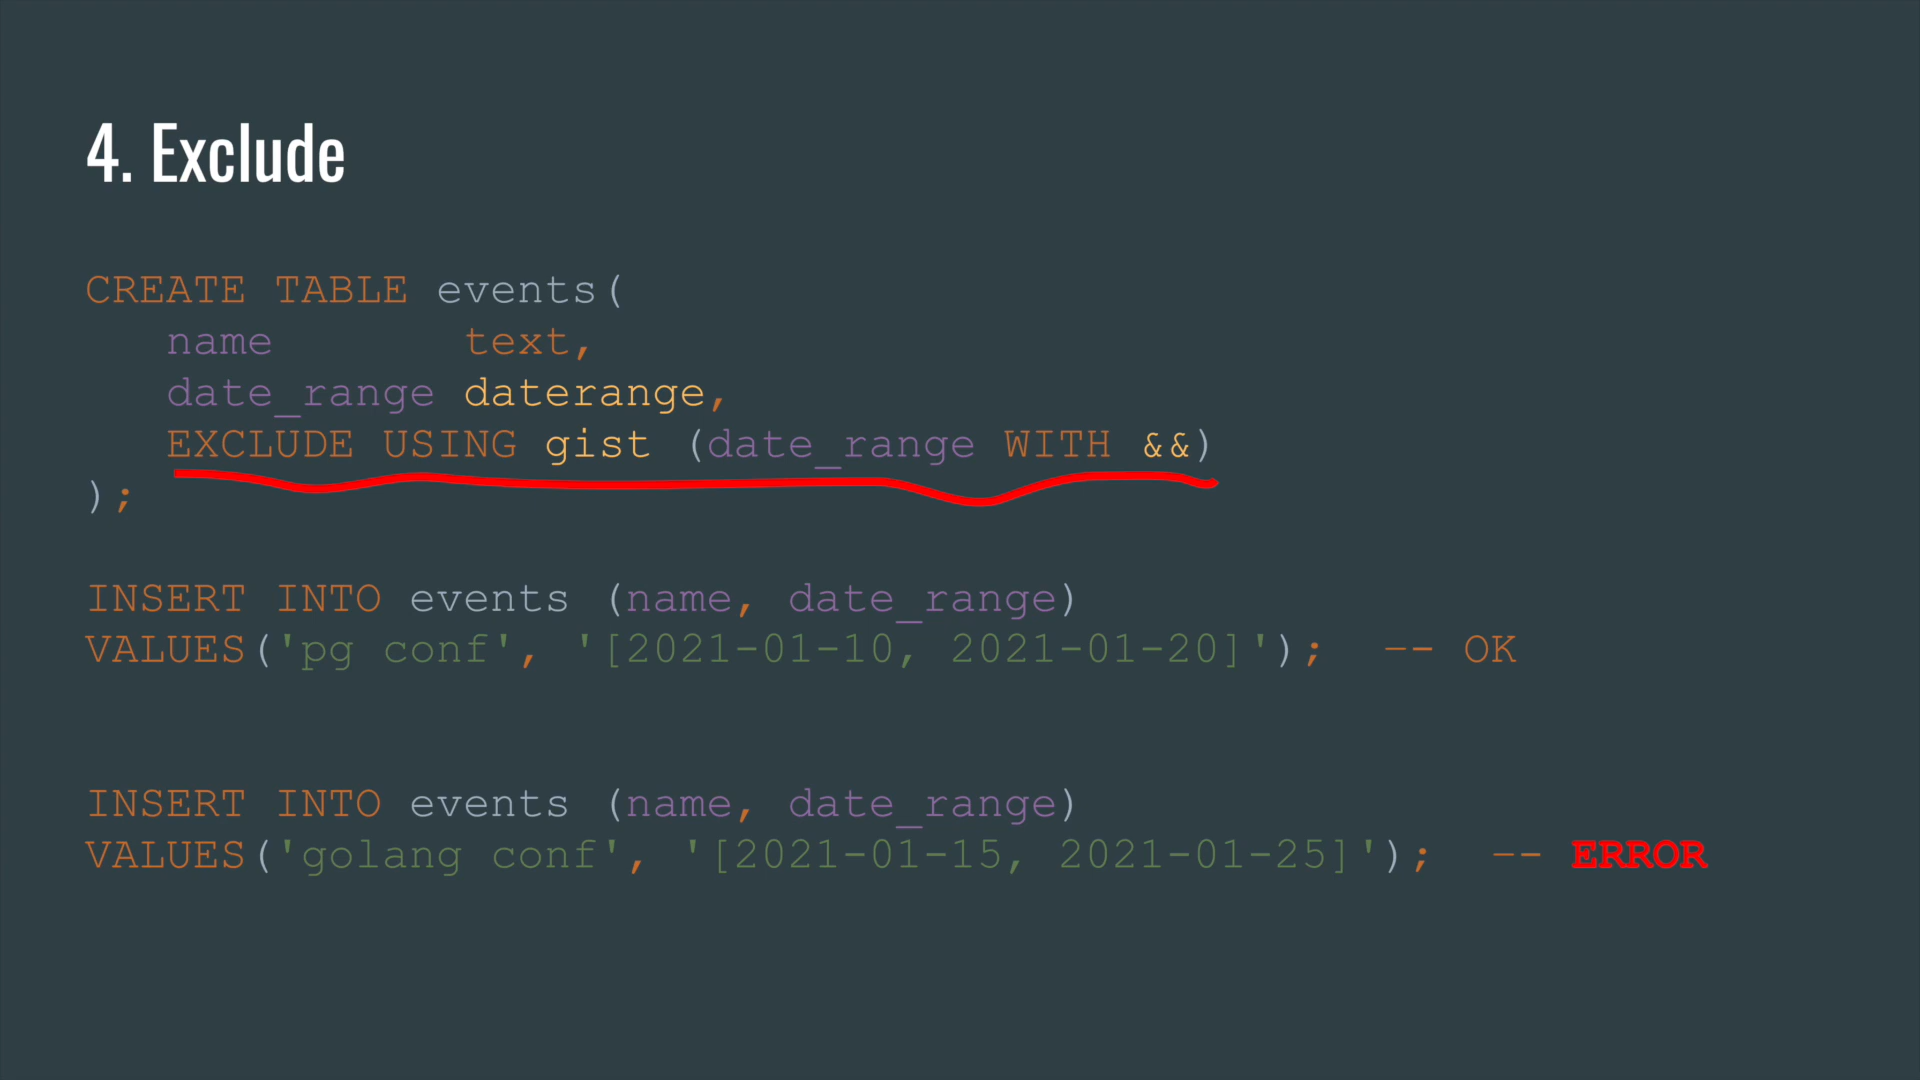 4. Exclude
CREATE TABLE events(
name text,
date_range daterange,
EXCLUDE USING gist (date_range WITH &&)
);
INSERT INTO events (name, date_range)
VALUES('pg conf', '[2021-01-10, 2021-01-20]'); -- OK
INSERT INTO events (name, date_range)
VALUES('golang conf', '[2021-01-15, 2021-01-25]'); -- ERROR